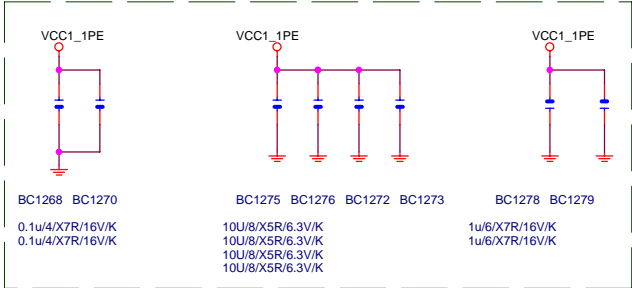 VCC1_1PE VCC1_1PE VCC1_1PE
BC1268 BC1270 BC1275 BC1276 BC1272 BC1273 BC1278 BC1279
0.1u/4/X7R/16V/K 10U/8/X5R/6.3V/K 1u/6/X7R/16V/K
0.1u/4/X7R/16V/K 10U/8/X5R/6.3V/K 1u/6/X7R/16V/K
10U/8/X5R/6.3V/K
10U/8/X5R/6.3V/K